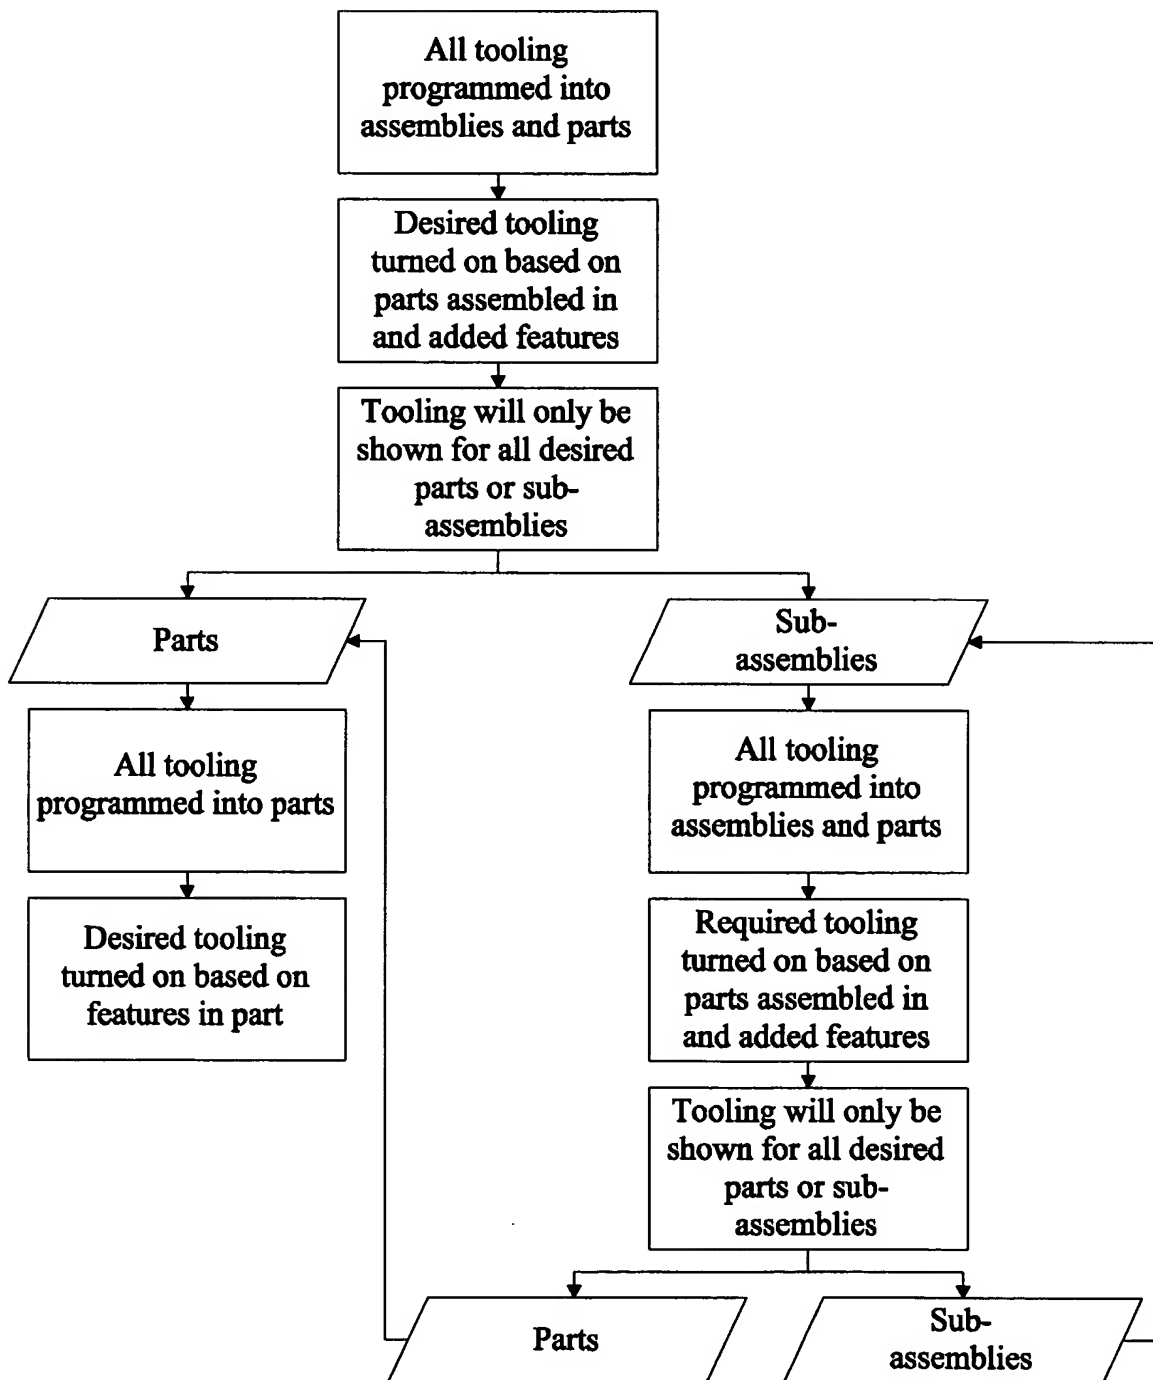 All tooling
programmed into
assemblies and parts
Desired tooling
turned on based on
parts assembled in
and added features
Tooling will only be
shown for all desired
parts or sub-
assemblies
Parts
Sub-
assemblies
All tooling
programmed into parts
Desired tooling
turned on based on
features in part
All tooling
programmed into
assemblies and parts
Required tooling
turned on based on
parts assembled in
and added features
Tooling will only be
shown for all desired
parts or sub-
assemblies
Parts
Sub-
assemblies